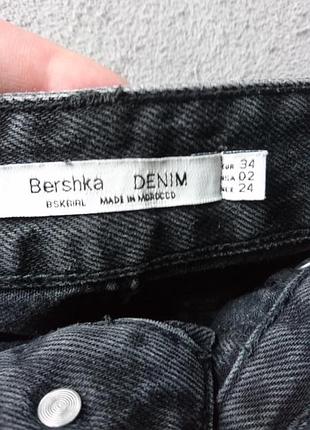 Bershka DENIM
BSKGIRL MADE IN MOROCCO
EUR 34
USA 02
MEX 24